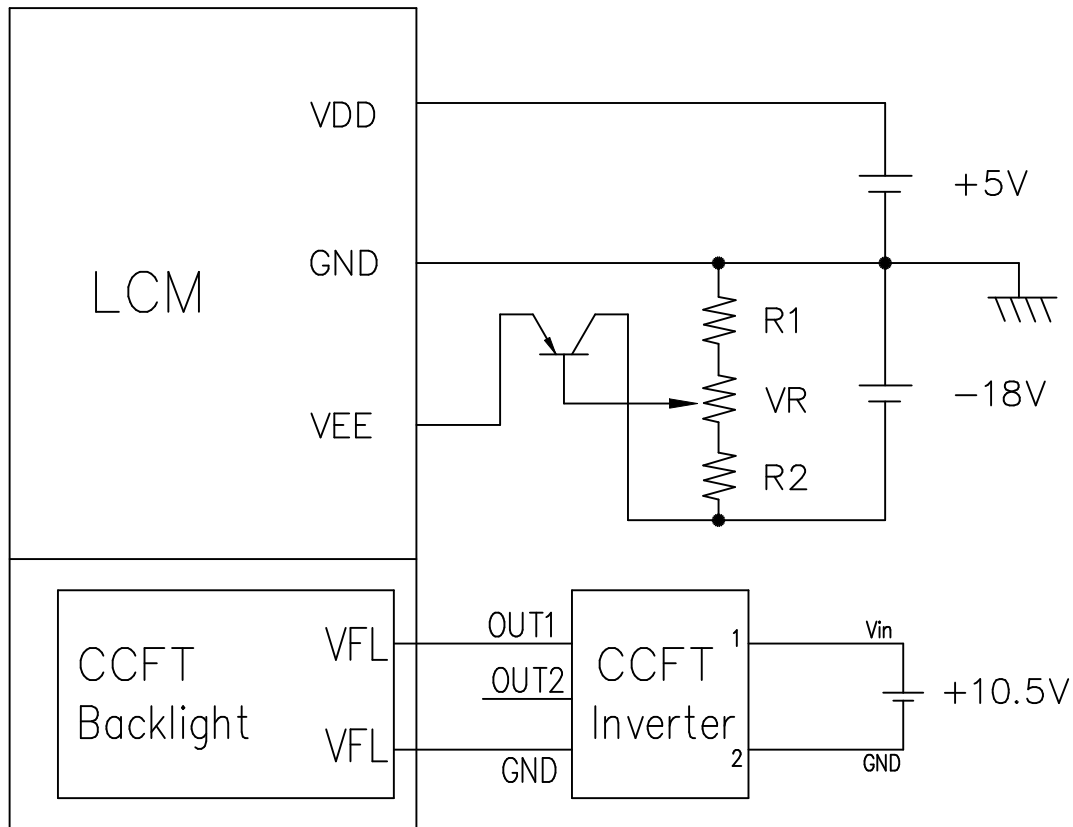 VDD
+5V
GND
LCM
R1
VR
-18V
VEE
R2
OUT1
Vin
VFL
1
CCFT
CCFT
OUT2
+10.5V
Backlight
Inverter
VFL
2
GND
GND